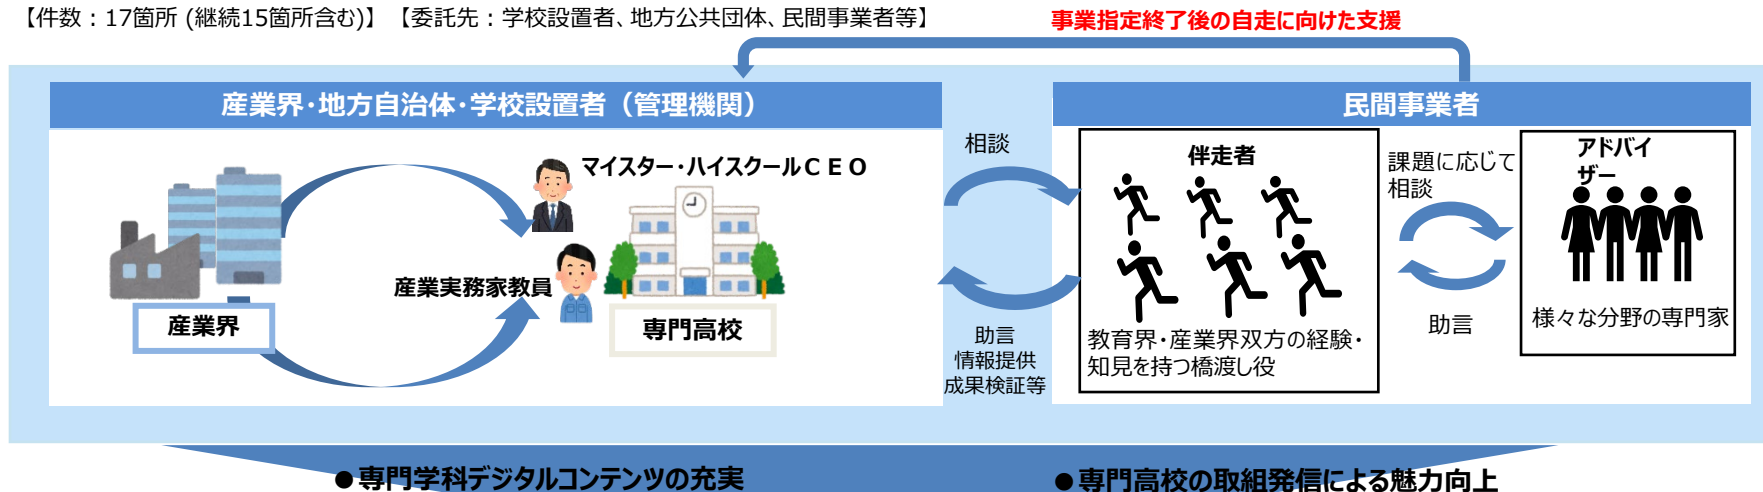 【件数：17箇所 (継続15箇所含む)】 【委託先：学校設置者、地方公共団体、民間事業者等】
事業指定終了後の自走に向けた支援
産業界・地方自治体・学校設置者（管理機関）
マイスター・ハイスクールＣＥＯ
産業実務家教員
産業界
専門高校
相談
助言
情報提供
成果検証等
民間事業者
伴走者
教育界・産業界双方の経験・
知見を持つ橋渡し役
課題に応じて
相談
助言
アドバイ
ザー
様々な分野の専門家
●専門学科デジタルコンテンツの充実
●専門高校の取組発信による魅力向上